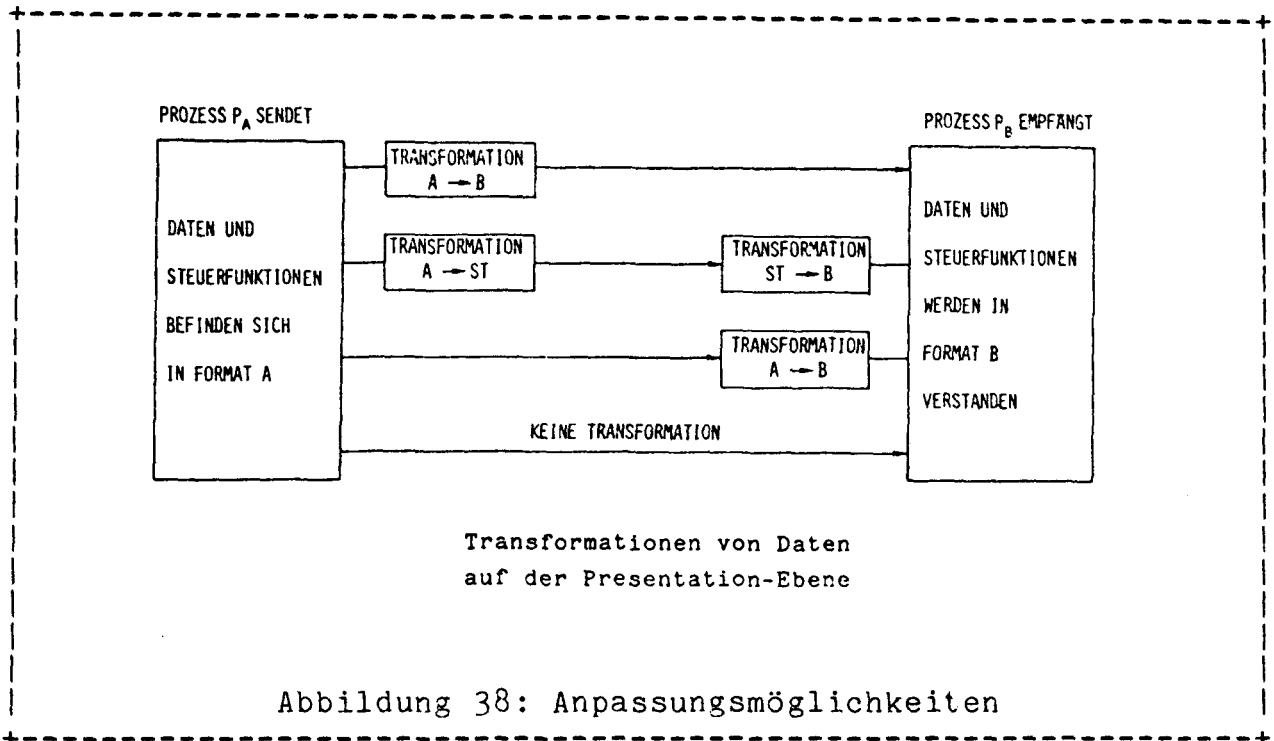 PROZESS P_A SENDET
DATEN UND
STEUERFUNKTIONEN
BEFINDEN SICH
IN FORMAT A
TRANSFORMATION
A → B
TRANSFORMATION
A → ST
TRANSFORMATION
ST → B
TRANSFORMATION
A → B
KEINE TRANSFORMATION
PROZESS P_B EMPFÄNGT
DATEN UND
STEUERFUNKTIONEN
WERDEN IN
FORMAT B
VERSTANDEN
Transformationen von Daten
auf der Presentation-Ebene
Abbildung 38: Anpassungsmöglichkeiten